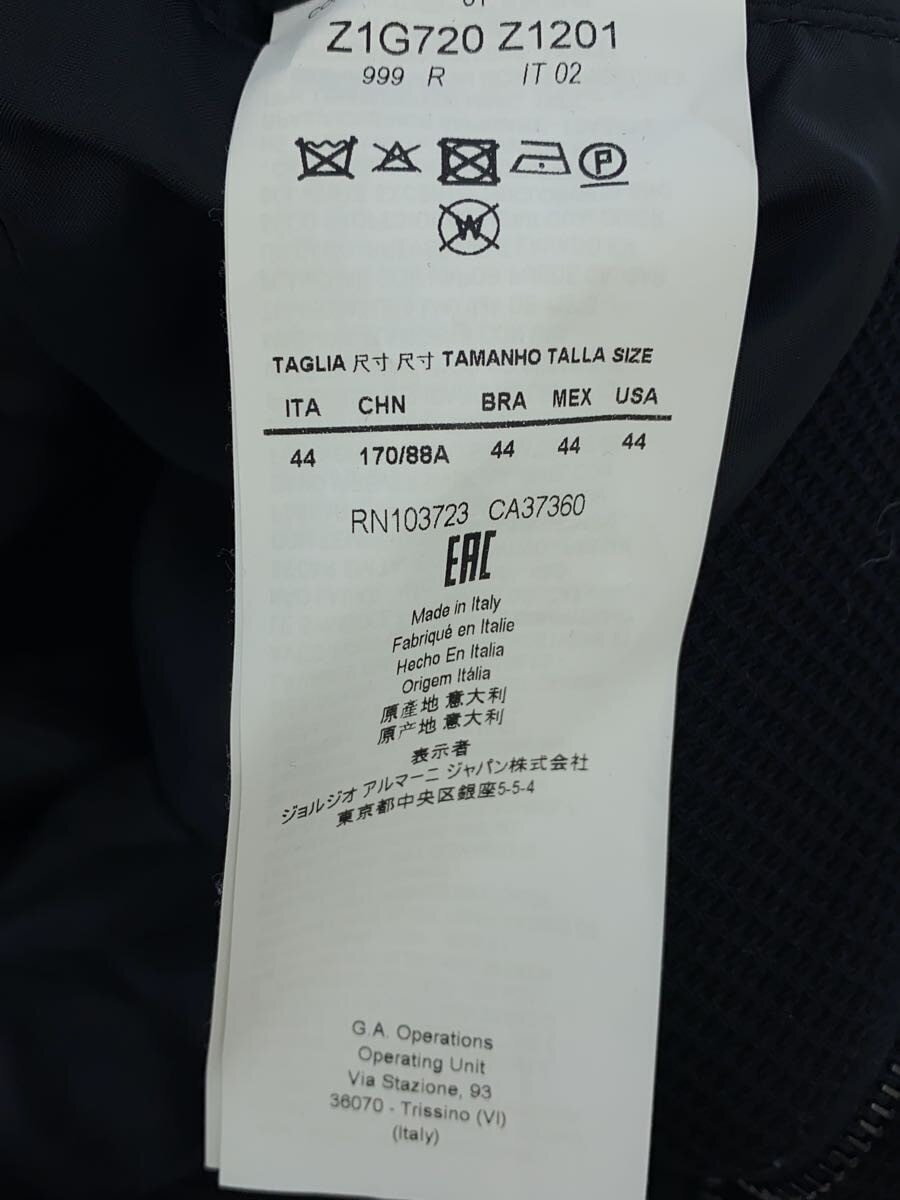 01
Z1G720 Z1201
999 R IT 02
P
W
TAGLIA 尺寸 尺寸 TAMANHO TALLA SIZE
ITA CHN BRA MEX USA
44 170/88A 44 44 44
RN103723 CA37360
EAC
Made in Italy
Fabriqué en Italie
Hecho En Italia
Origem Itália
原產地 意大利
原产地 意大利
表示者
ジョルジオ アルマーニ ジャパン株式会社
東京都中央区銀座5-5-4
G.A. Operations
Operating Unit
Via Stazione, 93
36070 - Trissino (VI)
(Italy)